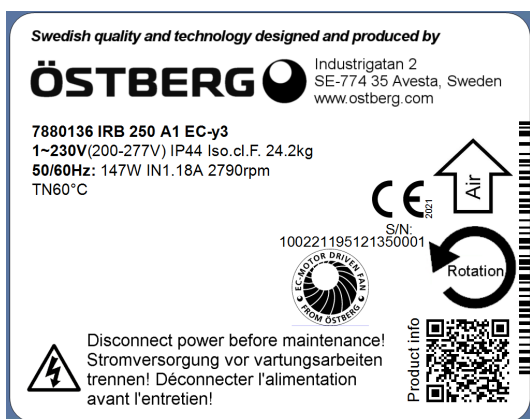 Swedish quality and technology designed and produced by
ÖSTBERG
Industrigatan 2
SE-774 35 Avesta, Sweden
www.ostberg.com
7880136 IRB 250 A1 EC-y3
1~230V(200-277V) IP44 Iso.cl.F. 24.2kg
50/60Hz: 147W IN1.18A 2790rpm
TN60°C
Air
CE
2021
S/N:
100221195121350001
Rotation
EC-MOTOR DRIVEN FAN
FROM ÖSTBERG
Product info
Disconnect power before maintenance!
Stromversorgung vor vartungsarbeiten
trennen! Déconnecter l'alimentation
avant l'entretien!